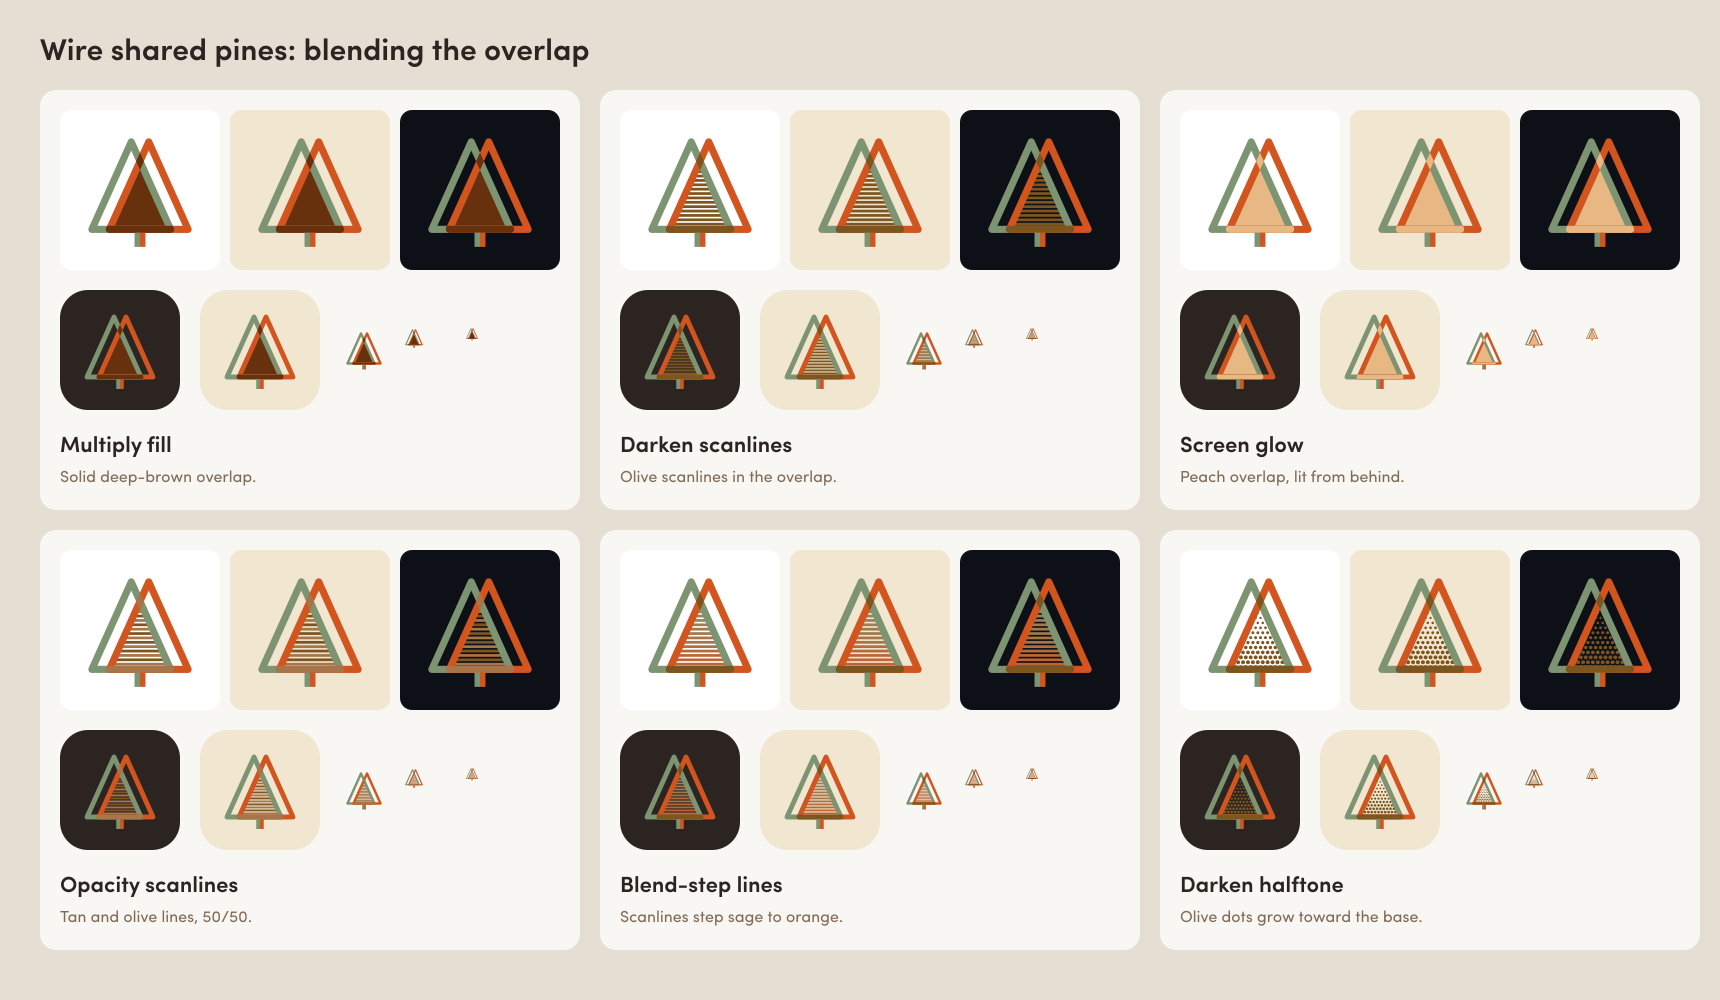 Wire shared pines: blending the overlap
Multiply fill
Solid deep-brown overlap.
Darken scanlines
Olive scanlines in the overlap.
Screen glow
Peach overlap, lit from behind.
Opacity scanlines
Tan and olive lines, 50/50.
Blend-step lines
Scanlines step sage to orange.
Darken halftone
Olive dots grow toward the base.